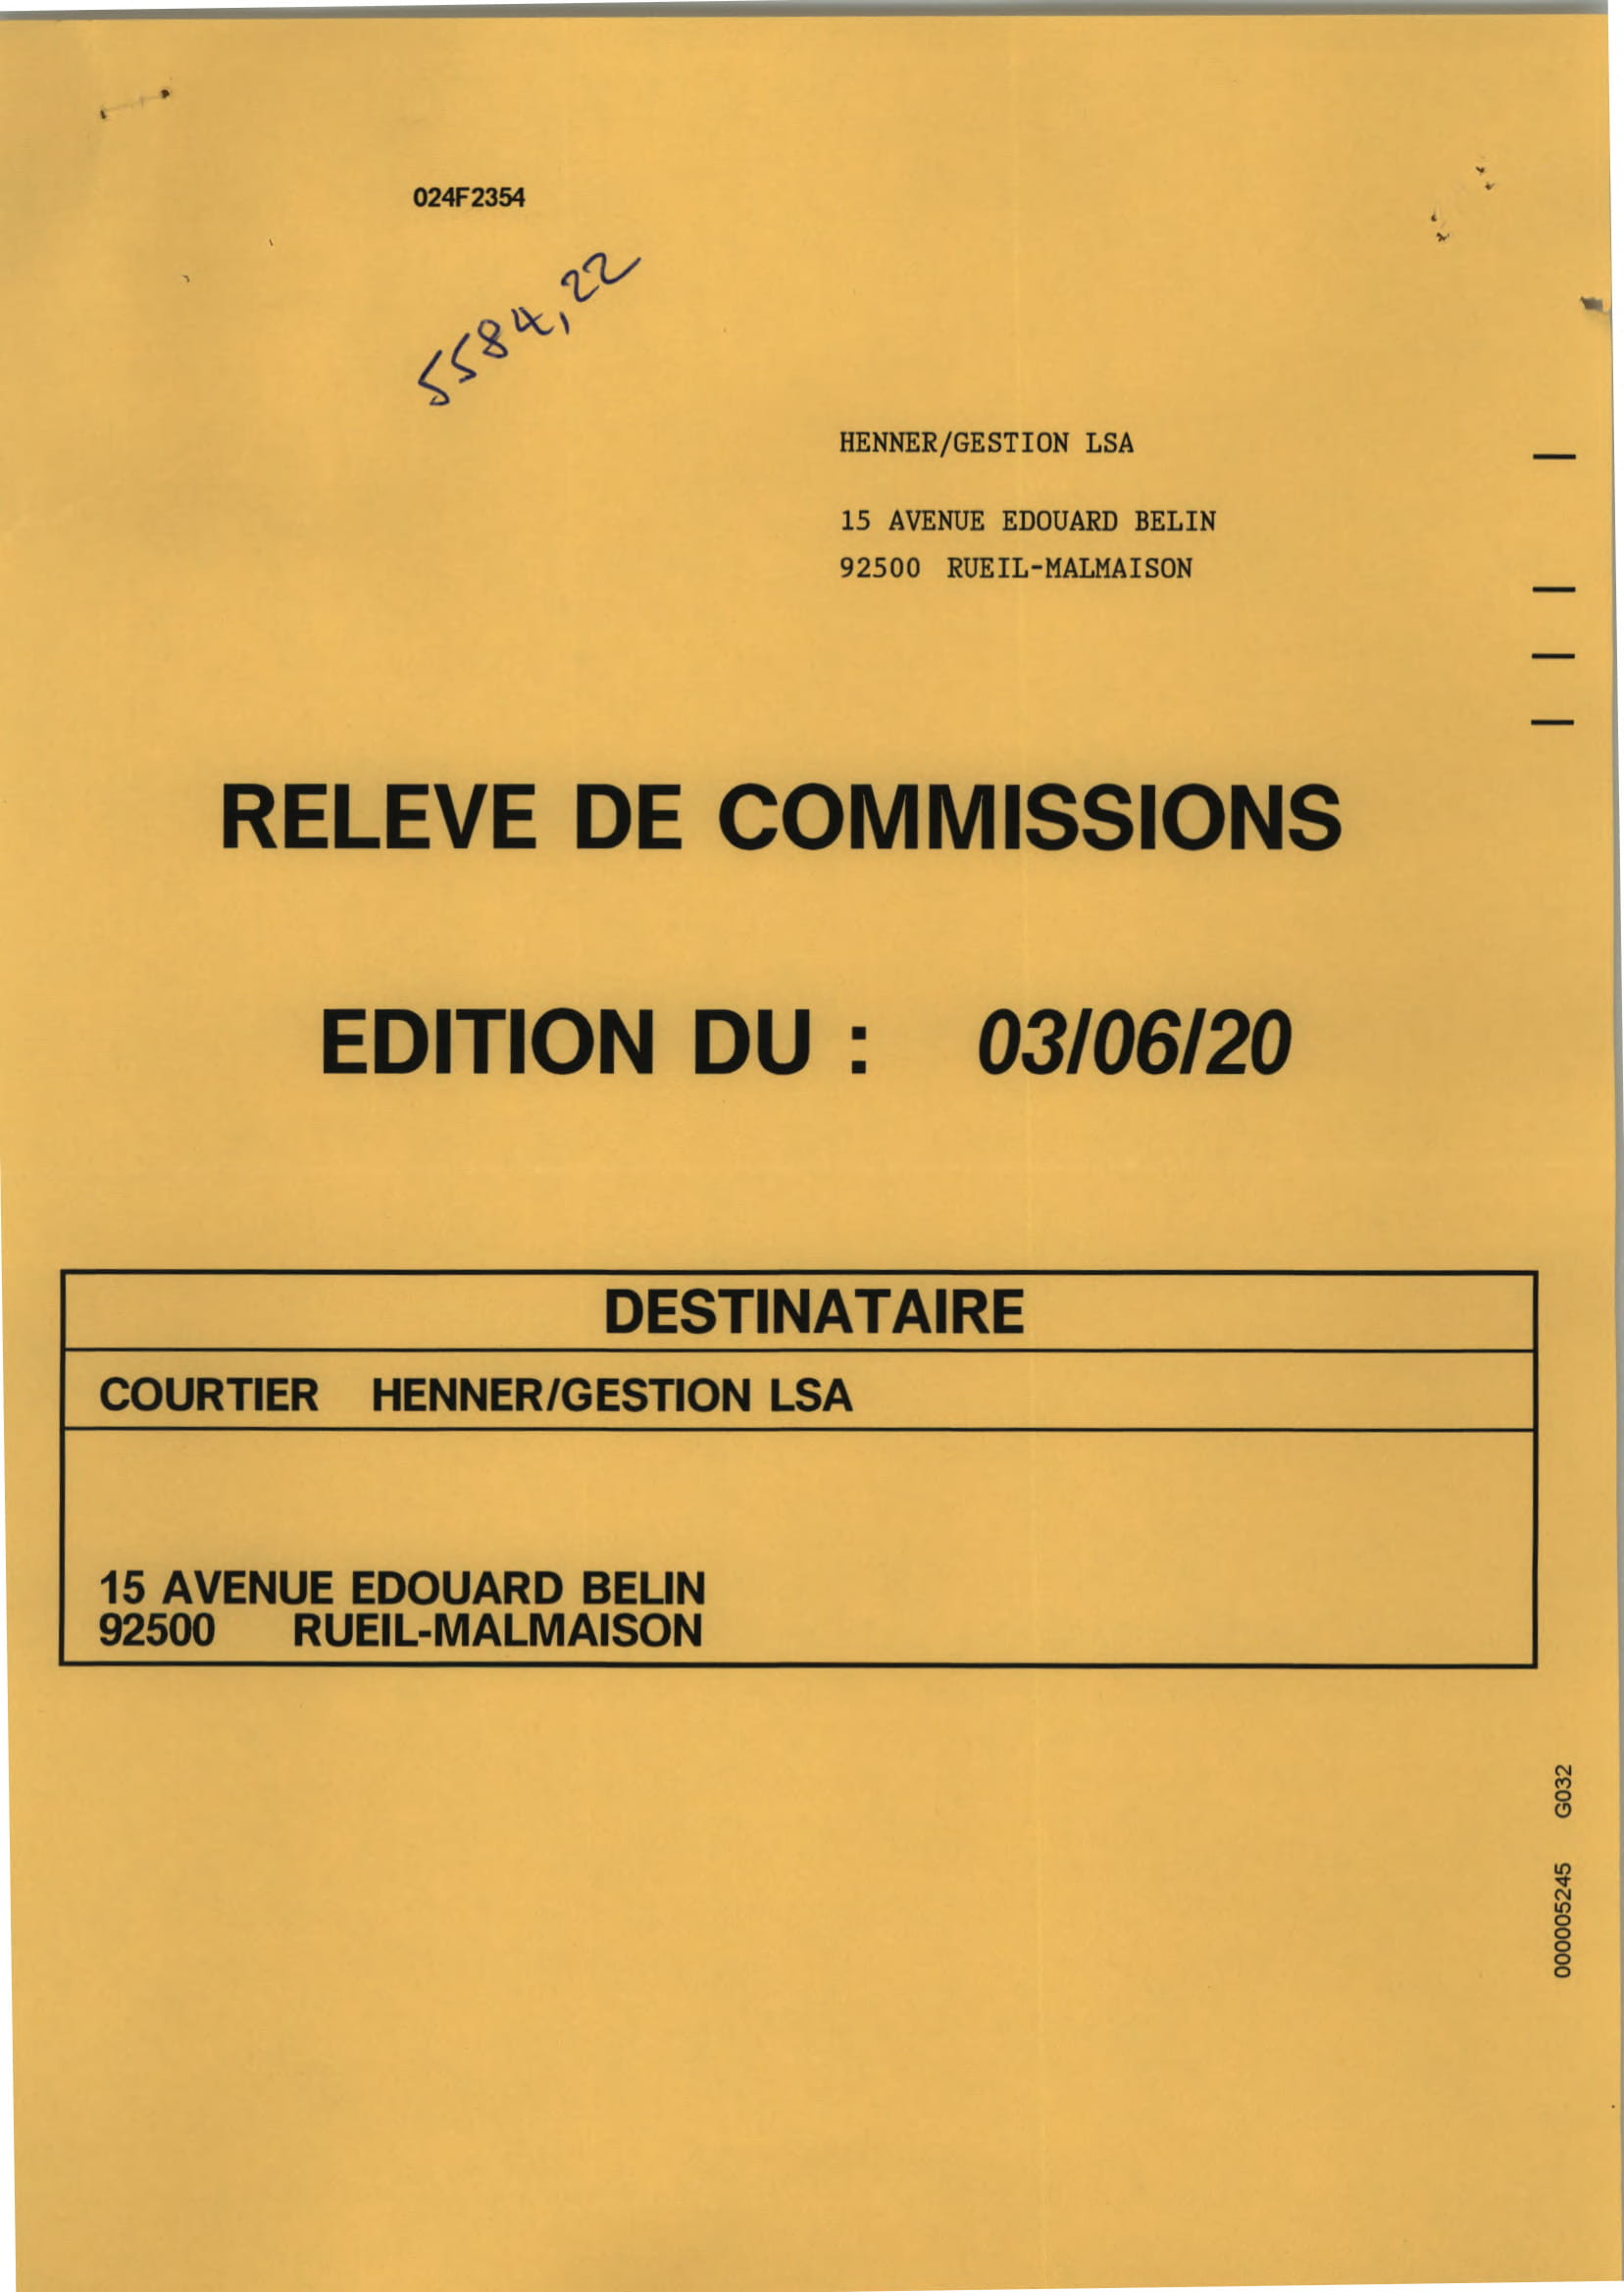 024F2354
5584,22
HENNER/GESTION LSA
15 AVENUE EDOUARD BELIN
92500 RUEIL-MALMAISON
RELEVE DE COMMISSIONS
EDITION DU : 03/06/20
DESTINATAIRE
COURTIER HENNER/GESTION LSA
15 AVENUE EDOUARD BELIN
92500 RUEIL-MALMAISON
000005245 G032